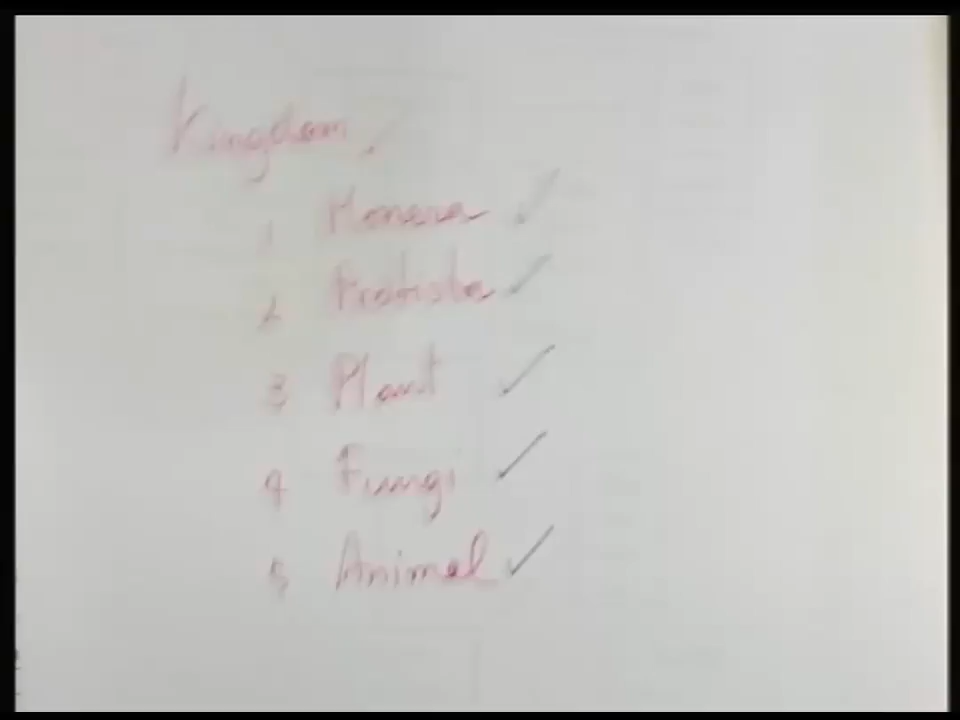 Kingdom ?
1 Monera ✓
2 Protista ✓
3 Plant ✓
4 Fungi ✓
5 Animal ✓